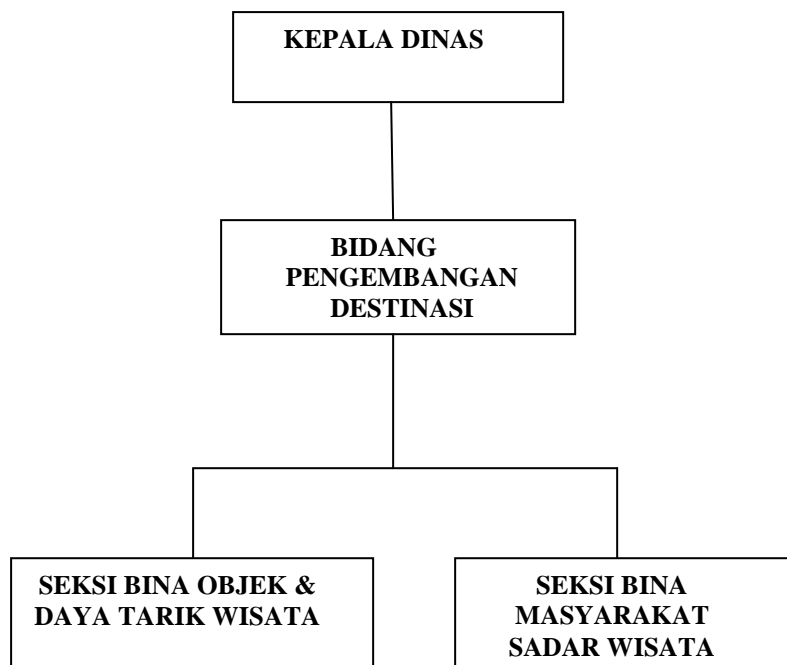 KEPALA DINAS
BIDANG
PENGEMBANGAN
DESTINASI
SEKSI BINA OBJEK &
DAYA TARIK WISATA
SEKSI BINA
MASYARAKAT
SADAR WISATA